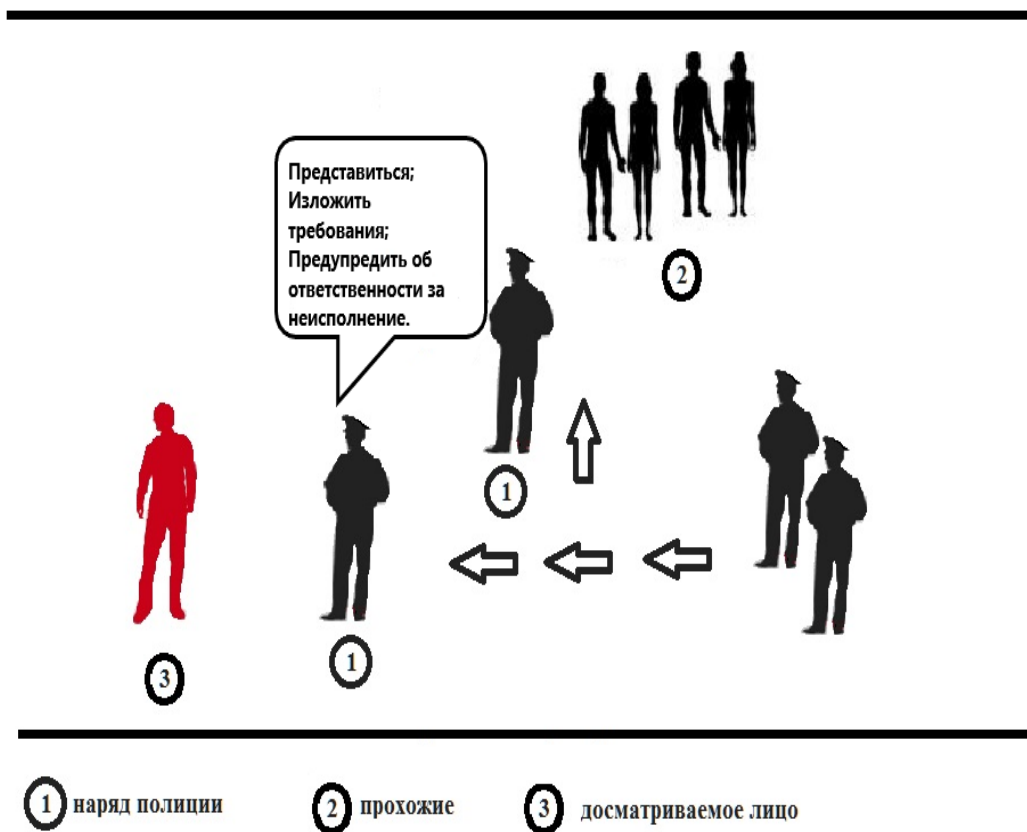 Представиться;
Изложить
требования;
Предупредить об
ответственности за
неисполнение.
2
1
1
3
1 наряд полиции
2 прохожие
3 досматриваемое лицо